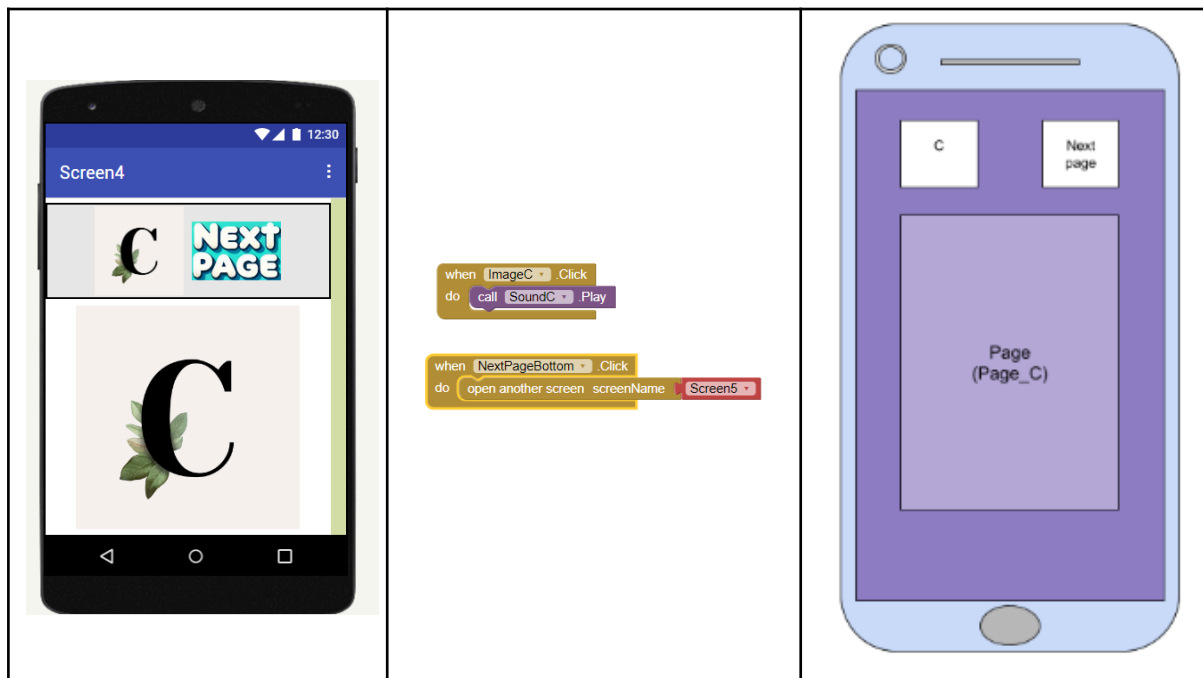 12:30
Screen4
C
NEXT
PAGE
C
when ImageC .Click
do call SoundC .Play
when NextPageBottom .Click
do open another screen screenName Screen5
C
Next
page
Page
(Page_C)